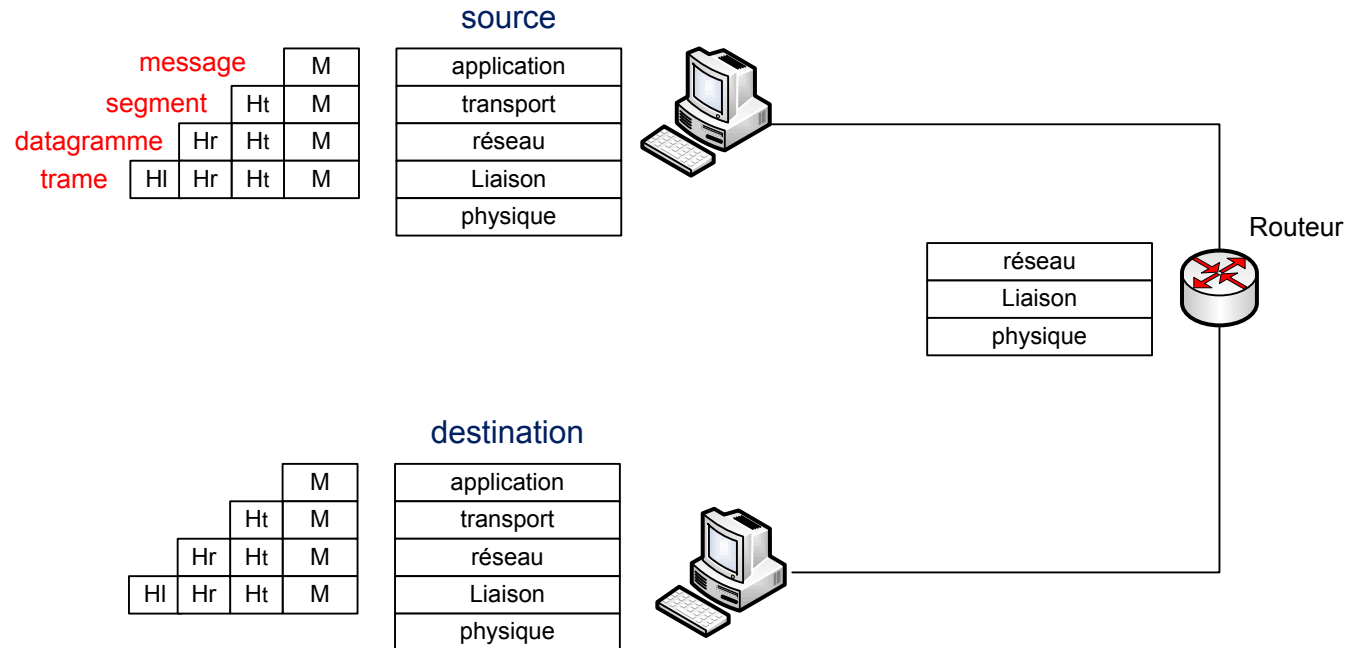 source
message M application
segment Ht M transport
datagramme Hr Ht M réseau
trame Hl Hr Ht M Liaison
physique
Routeur
réseau
Liaison
physique
destination
M application
Ht M transport
Hr Ht M réseau
Hl Hr Ht M Liaison
physique